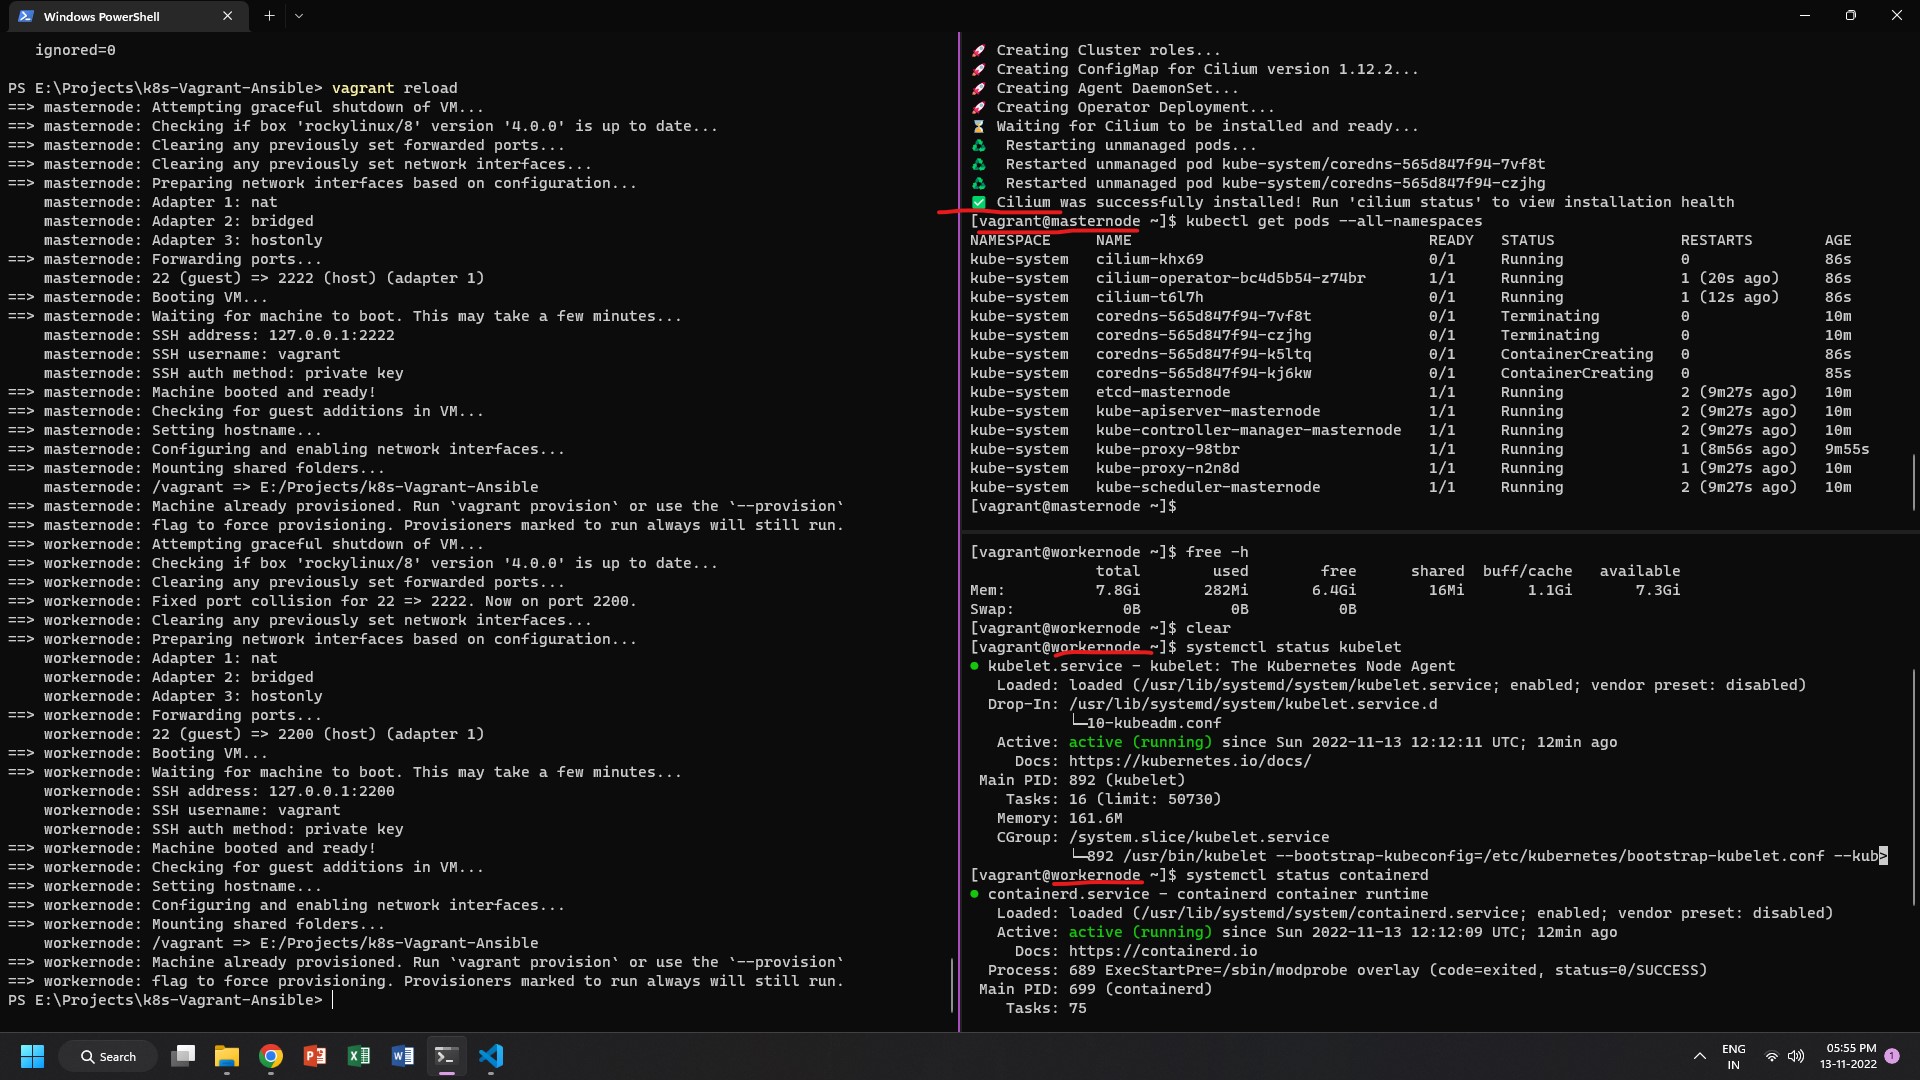 Windows PowerShell
ignored=0
PS E:\Projects\k8s-Vagrant-Ansible> vagrant reload
==> masternode: Attempting graceful shutdown of VM...
==> masternode: Checking if box 'rockylinux/8' version '4.0.0' is up to date...
==> masternode: Clearing any previously set forwarded ports...
==> masternode: Clearing any previously set network interfaces...
==> masternode: Preparing network interfaces based on configuration...
masternode: Adapter 1: nat
masternode: Adapter 2: bridged
masternode: Adapter 3: hostonly
==> masternode: Forwarding ports...
masternode: 22 (guest) => 2222 (host) (adapter 1)
==> masternode: Booting VM...
==> masternode: Waiting for machine to boot. This may take a few minutes...
masternode: SSH address: 127.0.0.1:2222
masternode: SSH username: vagrant
masternode: SSH auth method: private key
==> masternode: Machine booted and ready!
==> masternode: Checking for guest additions in VM...
==> masternode: Setting hostname...
==> masternode: Configuring and enabling network interfaces...
==> masternode: Mounting shared folders...
masternode: /vagrant => E:/Projects/k8s-Vagrant-Ansible
==> masternode: Machine already provisioned. Run `vagrant provision` or use the `--provision`
==> masternode: flag to force provisioning. Provisioners marked to run always will still run.
==> workernode: Attempting graceful shutdown of VM...
==> workernode: Checking if box 'rockylinux/8' version '4.0.0' is up to date...
==> workernode: Clearing any previously set forwarded ports...
==> workernode: Fixed port collision for 22 => 2222. Now on port 2200.
==> workernode: Clearing any previously set network interfaces...
==> workernode: Preparing network interfaces based on configuration...
workernode: Adapter 1: nat
workernode: Adapter 2: bridged
workernode: Adapter 3: hostonly
==> workernode: Forwarding ports...
workernode: 22 (guest) => 2200 (host) (adapter 1)
==> workernode: Booting VM...
==> workernode: Waiting for machine to boot. This may take a few minutes...
workernode: SSH address: 127.0.0.1:2200
workernode: SSH username: vagrant
workernode: SSH auth method: private key
==> workernode: Machine booted and ready!
==> workernode: Checking for guest additions in VM...
==> workernode: Setting hostname...
==> workernode: Configuring and enabling network interfaces...
==> workernode: Mounting shared folders...
workernode: /vagrant => E:/Projects/k8s-Vagrant-Ansible
==> workernode: Machine already provisioned. Run `vagrant provision` or use the `--provision`
==> workernode: flag to force provisioning. Provisioners marked to run always will still run.
PS E:\Projects\k8s-Vagrant-Ansible>
🚀 Creating Cluster roles...
🚀 Creating ConfigMap for Cilium version 1.12.2...
🚀 Creating Agent DaemonSet...
🚀 Creating Operator Deployment...
⌛ Waiting for Cilium to be installed and ready...
♻️ Restarting unmanaged pods...
♻️ Restarted unmanaged pod kube-system/coredns-565d847f94-7vf8t
♻️ Restarted unmanaged pod kube-system/coredns-565d847f94-czjhg
✅ Cilium was successfully installed! Run 'cilium status' to view installation health
[vagrant@masternode ~]$ kubectl get pods --all-namespaces
NAMESPACE NAME READY STATUS RESTARTS AGE
kube-system cilium-khx69 0/1 Running 0 86s
kube-system cilium-operator-bc4d5b54-z74br 1/1 Running 1 (20s ago) 86s
kube-system cilium-t6l7h 0/1 Running 1 (12s ago) 86s
kube-system coredns-565d847f94-7vf8t 0/1 Terminating 0 10m
kube-system coredns-565d847f94-czjhg 0/1 Terminating 0 10m
kube-system coredns-565d847f94-k5ltq 0/1 ContainerCreating 0 86s
kube-system coredns-565d847f94-kj6kw 0/1 ContainerCreating 0 85s
kube-system etcd-masternode 1/1 Running 2 (9m27s ago) 10m
kube-system kube-apiserver-masternode 1/1 Running 2 (9m27s ago) 10m
kube-system kube-controller-manager-masternode 1/1 Running 2 (9m27s ago) 10m
kube-system kube-proxy-98tbr 1/1 Running 1 (8m56s ago) 9m55s
kube-system kube-proxy-n2n8d 1/1 Running 1 (9m27s ago) 10m
kube-system kube-scheduler-masternode 1/1 Running 2 (9m27s ago) 10m
[vagrant@masternode ~]$
[vagrant@workernode ~]$ free -h
total used free shared buff/cache available
Mem: 7.8Gi 282Mi 6.4Gi 16Mi 1.1Gi 7.3Gi
Swap: 0B 0B 0B
[vagrant@workernode ~]$ clear
[vagrant@workernode ~]$ systemctl status kubelet
● kubelet.service - kubelet: The Kubernetes Node Agent
Loaded: loaded (/usr/lib/systemd/system/kubelet.service; enabled; vendor preset: disabled)
Drop-In: /usr/lib/systemd/system/kubelet.service.d
└─10-kubeadm.conf
Active: active (running) since Sun 2022-11-13 12:12:11 UTC; 12min ago
Docs: https://kubernetes.io/docs/
Main PID: 892 (kubelet)
Tasks: 16 (limit: 50730)
Memory: 161.6M
CGroup: /system.slice/kubelet.service
└─892 /usr/bin/kubelet --bootstrap-kubeconfig=/etc/kubernetes/bootstrap-kubelet.conf --kub>
[vagrant@workernode ~]$ systemctl status containerd
● containerd.service - containerd container runtime
Loaded: loaded (/usr/lib/systemd/system/containerd.service; enabled; vendor preset: disabled)
Active: active (running) since Sun 2022-11-13 12:12:09 UTC; 12min ago
Docs: https://containerd.io
Process: 689 ExecStartPre=/sbin/modprobe overlay (code=exited, status=0/SUCCESS)
Main PID: 699 (containerd)
Tasks: 75
Search
ENG
IN
05:55 PM
13-11-2022
1